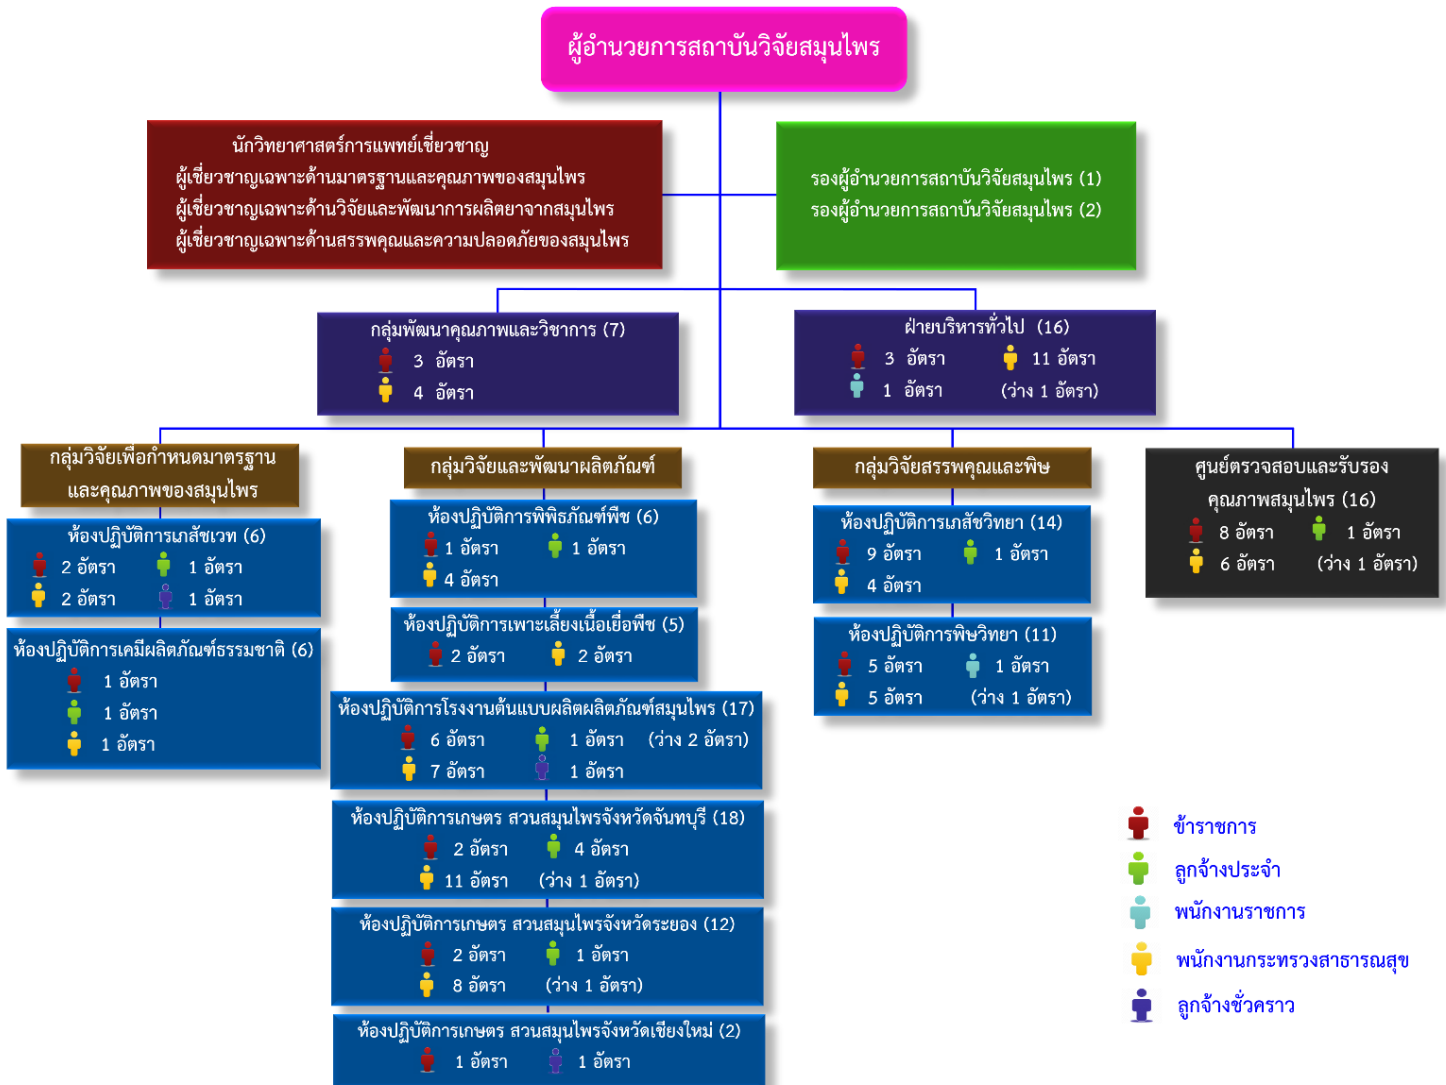 ผู้อำนวยการสถาบันวิจัยสมุนไพร
นักวิทยาศาสตร์การแพทย์เชี่ยวชาญ
ผู้เชี่ยวชาญเฉพาะด้านมาตรฐานและคุณภาพของสมุนไพร
ผู้เชี่ยวชาญเฉพาะด้านวิจัยและพัฒนาการผลิตยาจากสมุนไพร
ผู้เชี่ยวชาญเฉพาะด้านสรรพคุณและความปลอดภัยของสมุนไพร
รองผู้อำนวยการสถาบันวิจัยสมุนไพร (1)
รองผู้อำนวยการสถาบันวิจัยสมุนไพร (2)
กลุ่มพัฒนาคุณภาพและวิชาการ (7)
3 อัตรา
4 อัตรา
ฝ่ายบริหารทั่วไป (16)
3 อัตรา 11 อัตรา
1 อัตรา (ว่าง 1 อัตรา)
กลุ่มวิจัยเพื่อกำหนดมาตรฐาน
และคุณภาพของสมุนไพร
ห้องปฏิบัติการเภสัชเวท (6)
2 อัตรา 1 อัตรา
2 อัตรา 1 อัตรา
ห้องปฏิบัติการเคมีผลิตภัณฑ์ธรรมชาติ (6)
1 อัตรา
1 อัตรา
1 อัตรา
กลุ่มวิจัยและพัฒนาผลิตภัณฑ์
ห้องปฏิบัติการพิพิธภัณฑ์พืช (6)
1 อัตรา 1 อัตรา
4 อัตรา
ห้องปฏิบัติการเพาะเลี้ยงเนื้อเยื่อพืช (5)
2 อัตรา 2 อัตรา
ห้องปฏิบัติการโรงงานต้นแบบผลิตผลิตภัณฑ์สมุนไพร (17)
6 อัตรา 1 อัตรา (ว่าง 2 อัตรา)
7 อัตรา 1 อัตรา
ห้องปฏิบัติการเกษตร สวนสมุนไพรจังหวัดจันทบุรี (18)
2 อัตรา 4 อัตรา
11 อัตรา (ว่าง 1 อัตรา)
ห้องปฏิบัติการเกษตร สวนสมุนไพรจังหวัดระยอง (12)
2 อัตรา 1 อัตรา
8 อัตรา (ว่าง 1 อัตรา)
ห้องปฏิบัติการเกษตร สวนสมุนไพรจังหวัดเชียงใหม่ (2)
1 อัตรา 1 อัตรา
กลุ่มวิจัยสรรพคุณและพิษ
ห้องปฏิบัติการเภสัชวิทยา (14)
9 อัตรา 1 อัตรา
4 อัตรา
ห้องปฏิบัติการพิษวิทยา (11)
5 อัตรา 1 อัตรา
5 อัตรา (ว่าง 1 อัตรา)
ศูนย์ตรวจสอบและรับรอง
คุณภาพสมุนไพร (16)
8 อัตรา 1 อัตรา
6 อัตรา (ว่าง 1 อัตรา)
ข้าราชการ
ลูกจ้างประจำ
พนักงานราชการ
พนักงานกระทรวงสาธารณสุข
ลูกจ้างชั่วคราว